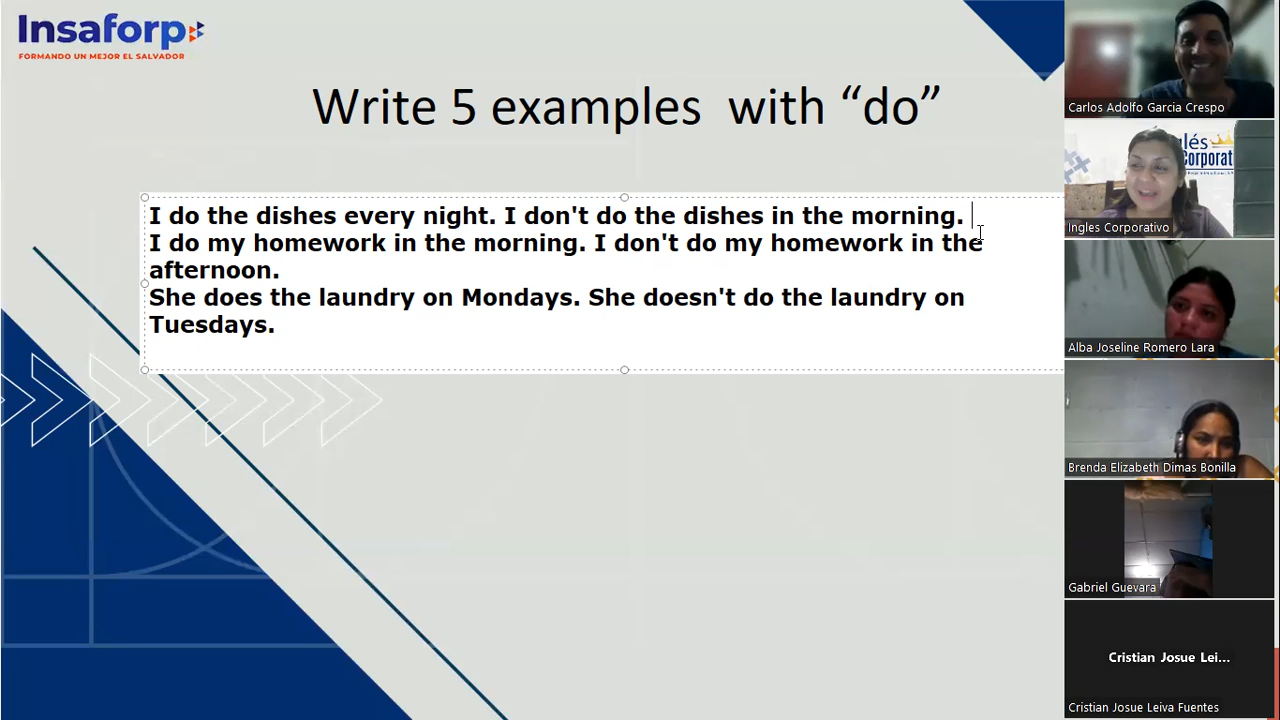 Insaforp
FORMANDO UN MEJOR EL SALVADOR
Write 5 examples with “do”
I do the dishes every night. I don't do the dishes in the morning.
I do my homework in the morning. I don't do my homework in the
afternoon.
She does the laundry on Mondays. She doesn't do the laundry on
Tuesdays.
Carlos Adolfo Garcia Crespo
lés
Corporat
Ingles Corporativo
Alba Joseline Romero Lara
Brenda Elizabeth Dimas Bonilla
Gabriel Guevara
Cristian Josue Lei...
Cristian Josue Leiva Fuentes